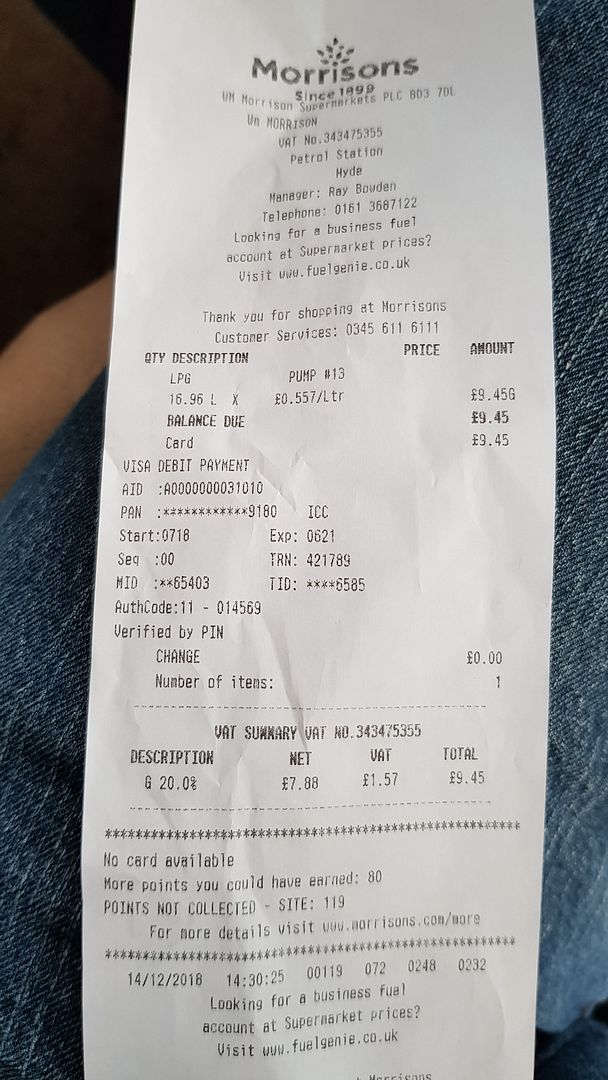 Morrisons
Since 1899
WM Morrison Supermarkets PLC BD3 7DL
Wm MORRISON
VAT No.343475355
Petrol Station
Hyde
Manager: Ray Bowden
Telephone: 0161 3687122
Looking for a business fuel
account at Supermarket prices?
Visit www.fuelgenie.co.uk
Thank you for shopping at Morrisons
Customer Services: 0345 611 6111
QTY DESCRIPTION PRICE AMOUNT
LPG PUMP #13
16.96 L X £0.557/Ltr £9.45G
BALANCE DUE £9.45
Card £9.45
VISA DEBIT PAYMENT
AID :A0000000031010
PAN :************9180 ICC
Start:0718 Exp: 0621
Seq :00 TRN: 421789
MID :**65403 TID: ****6585
AuthCode:11 - 014569
Verified by PIN
CHANGE £0.00
Number of items: 1
VAT SUMMARY VAT NO.343475355
DESCRIPTION NET VAT TOTAL
G 20.0% £7.88 £1.57 £9.45
No card available
More points you could have earned: 80
POINTS NOT COLLECTED - SITE: 119
For more details visit www.morrisons.com/more
14/12/2018 14:30:25 00119 072 0248 0232
Looking for a business fuel
account at Supermarket prices?
Visit www.fuelgenie.co.uk
Morrisons